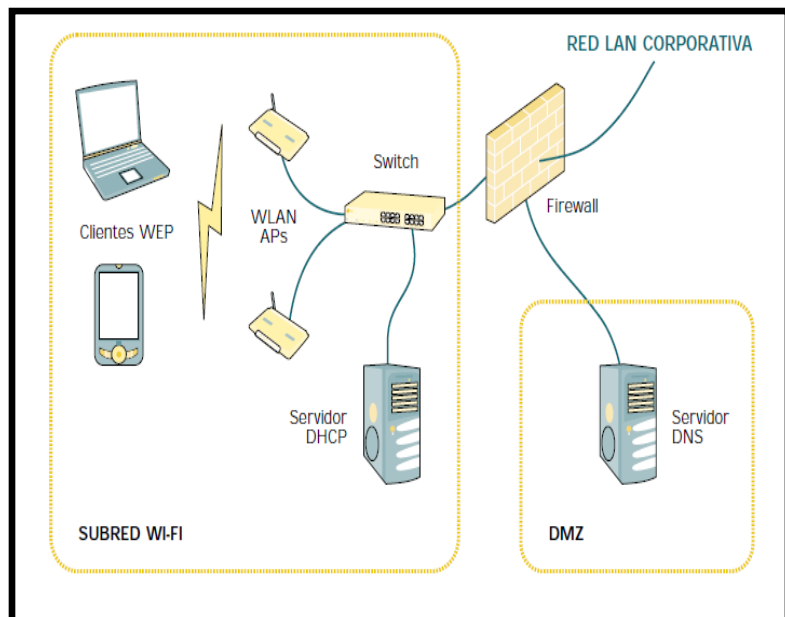 RED LAN CORPORATIVA
Switch
Clientes WEP
WLAN
APs
Firewall
Servidor
DHCP
Servidor
DNS
SUBRED WI-FI
DMZ